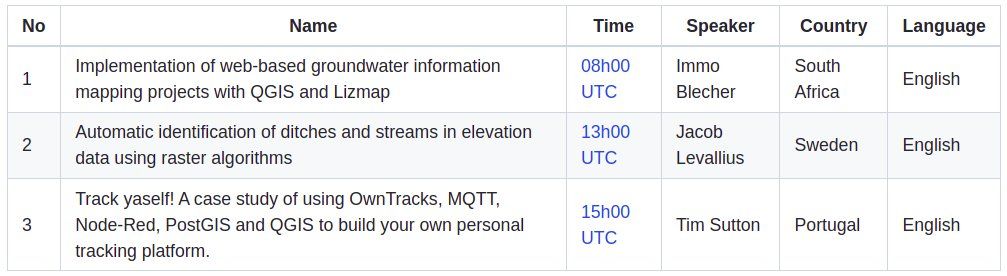 No Name Time Speaker Country Language
1 Implementation of web-based groundwater information mapping projects with QGIS and Lizmap 08h00 UTC Immo Blecher South Africa English
2 Automatic identification of ditches and streams in elevation data using raster algorithms 13h00 UTC Jacob Levallius Sweden English
3 Track yaself! A case study of using OwnTracks, MQTT, Node-Red, PostGIS and QGIS to build your own personal tracking platform. 15h00 UTC Tim Sutton Portugal English